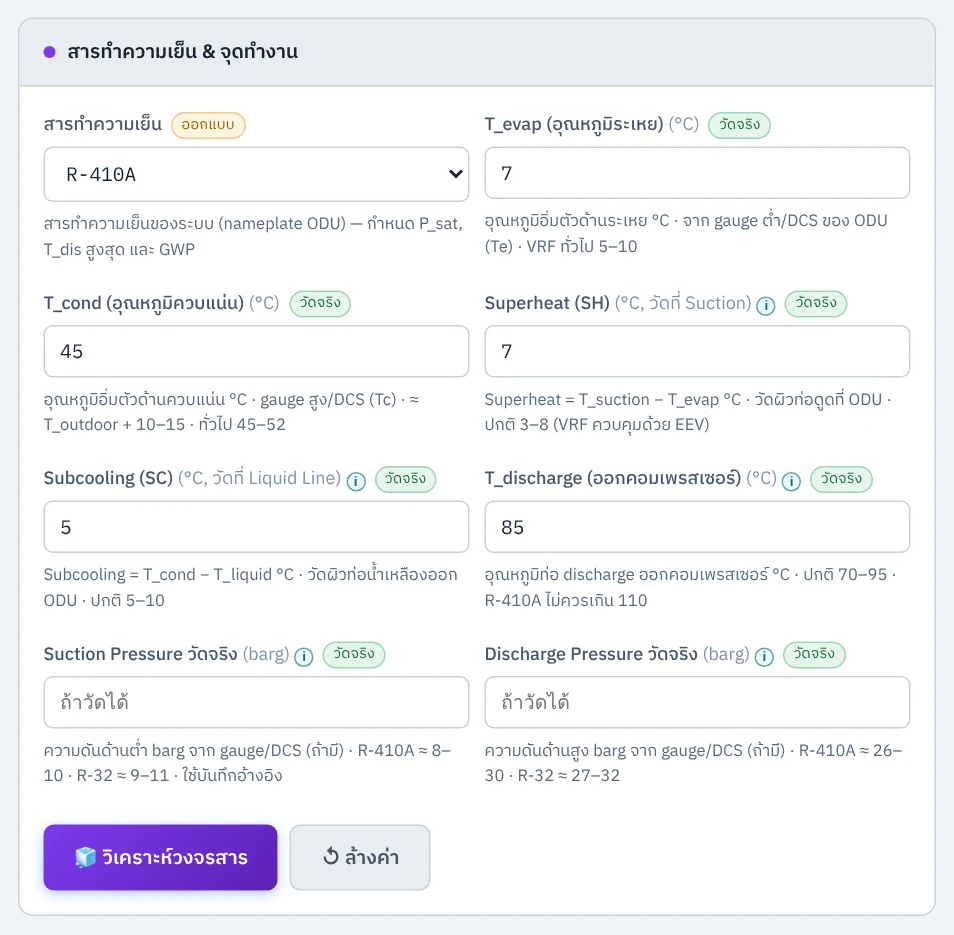 สารทำความเย็น & จุดทำงาน
สารทำความเย็น ออกแบบ
R-410A
สารทำความเย็นของระบบ (nameplate ODU) — กำหนด P_sat,
T_dis สูงสุด และ GWP
T_evap (อุณหภูมิระเหย) (°C) วัดจริง
7
อุณหภูมิอิ่มตัวด้านระเหย °C · จาก gauge ต่ำ/DCS ของ ODU
(Te) · VRF ทั่วไป 5–10
T_cond (อุณหภูมิควบแน่น) (°C) วัดจริง
45
อุณหภูมิอิ่มตัวด้านควบแน่น °C · gauge สูง/DCS (Tc) · ≈
T_outdoor + 10–15 · ทั่วไป 45–52
Superheat (SH) (°C, วัดที่ Suction) i วัดจริง
7
Superheat = T_suction − T_evap °C · วัดผิวท่อดูดที่ ODU ·
ปกติ 3–8 (VRF ควบคุมด้วย EEV)
Subcooling (SC) (°C, วัดที่ Liquid Line) i วัดจริง
5
Subcooling = T_cond − T_liquid °C · วัดผิวท่อน้ำเหลืองออก
ODU · ปกติ 5–10
T_discharge (ออกคอมเพรสเซอร์) (°C) i วัดจริง
85
อุณหภูมิท่อ discharge ออกคอมเพรสเซอร์ °C · ปกติ 70–95 ·
R-410A ไม่ควรเกิน 110
Suction Pressure วัดจริง (barg) i วัดจริง
ถ้าวัดได้
ความดันด้านต่ำ barg จาก gauge/DCS (ถ้ามี) · R-410A ≈ 8–
10 · R-32 ≈ 9–11 · ใช้บันทึกอ้างอิง
Discharge Pressure วัดจริง (barg) i วัดจริง
ถ้าวัดได้
ความดันด้านสูง barg จาก gauge/DCS (ถ้ามี) · R-410A ≈ 26–
30 · R-32 ≈ 27–32
🧊 วิเคราะห์วงจรสาร
↺ ล้างค่า